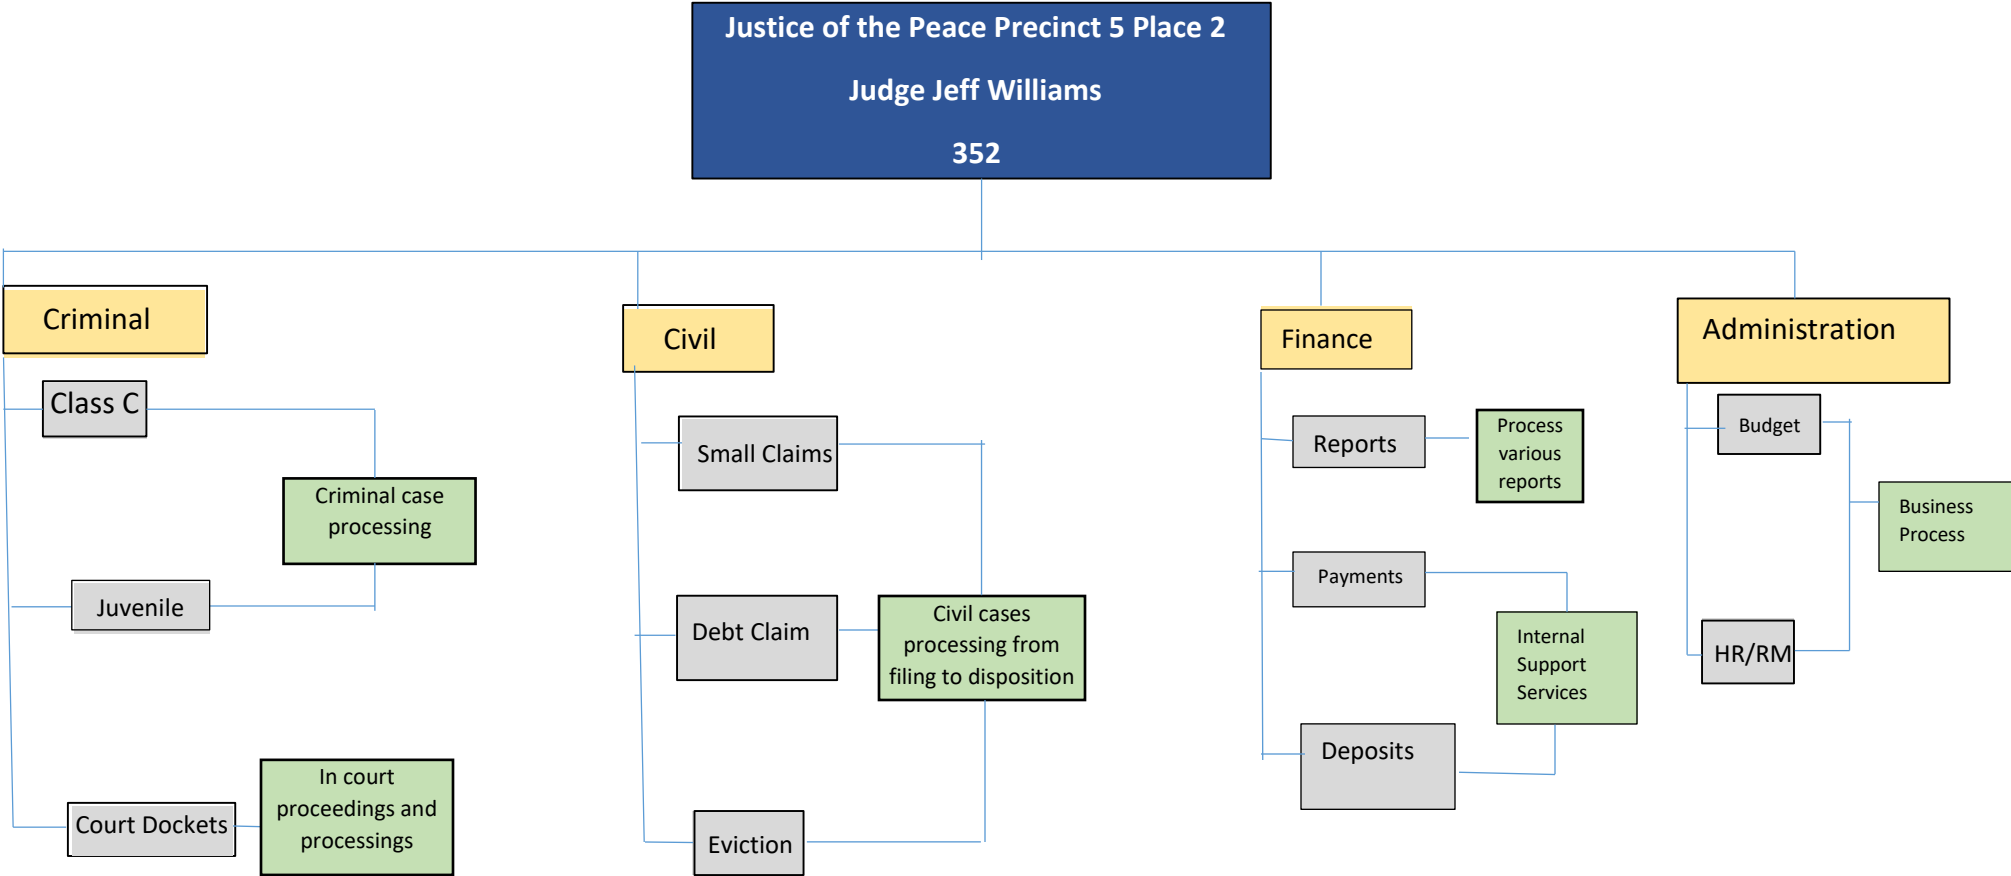 Justice of the Peace Precinct 5 Place 2
Judge Jeff Williams
352
Criminal
Class C
Criminal case
processing
Juvenile
Court Dockets
In court
proceedings and
processings
Civil
Small Claims
Debt Claim
Civil cases
processing from
filing to disposition
Eviction
Finance
Reports
Process
various
reports
Payments
Internal
Support
Services
Deposits
Administration
Budget
Business
Process
HR/RM